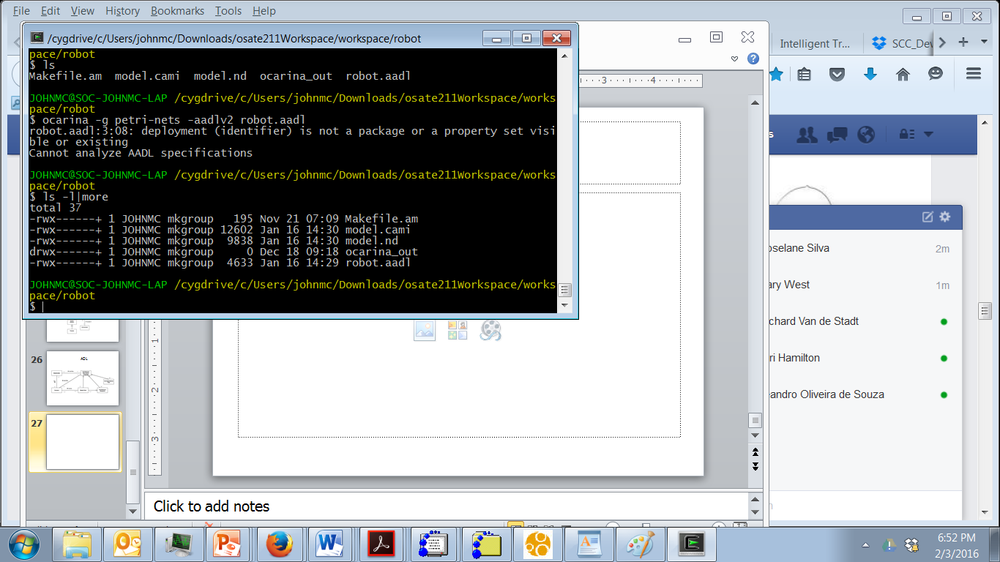 File Edit View History Bookmarks Tools Help
/cygdrive/c/Users/johnmc/Downloads/osate211Workspace/workspace/robot
pace/robot
$ ls
Makefile.am model.cami model.nd ocarina_out robot.aadl
JOHNMC@SOC-JOHNMC-LAP /cygdrive/c/Users/johnmc/Downloads/osate211Workspace/works
pace/robot
$ ocarina -g petri-nets -aadlv2 robot.aadl
robot.aadl:3:08: deployment (identifier) is not a package or a property set visi
ble or existing
Cannot analyze AADL specifications
JOHNMC@SOC-JOHNMC-LAP /cygdrive/c/Users/johnmc/Downloads/osate211Workspace/works
pace/robot
$ ls -l|more
total 37
-rwx------+ 1 JOHNMC mkgroup 195 Nov 21 07:09 Makefile.am
-rwx------+ 1 JOHNMC mkgroup 12602 Jan 16 14:30 model.cami
-rwx------+ 1 JOHNMC mkgroup 9838 Jan 16 14:30 model.nd
drwx------+ 1 JOHNMC mkgroup 0 Dec 18 09:18 ocarina_out
-rwx------+ 1 JOHNMC mkgroup 4633 Jan 16 14:29 robot.aadl
JOHNMC@SOC-JOHNMC-LAP /cygdrive/c/Users/johnmc/Downloads/osate211Workspace/works
pace/robot
$
Intelligent Tr... SCC_De
3 4
s
oselane Silva 2m
ary West 1m
chard Van de Stadt
ri Hamilton
eandro Oliveira de Souza
26
27
1
2
3
Click to add notes
6:52 PM
2/3/2016